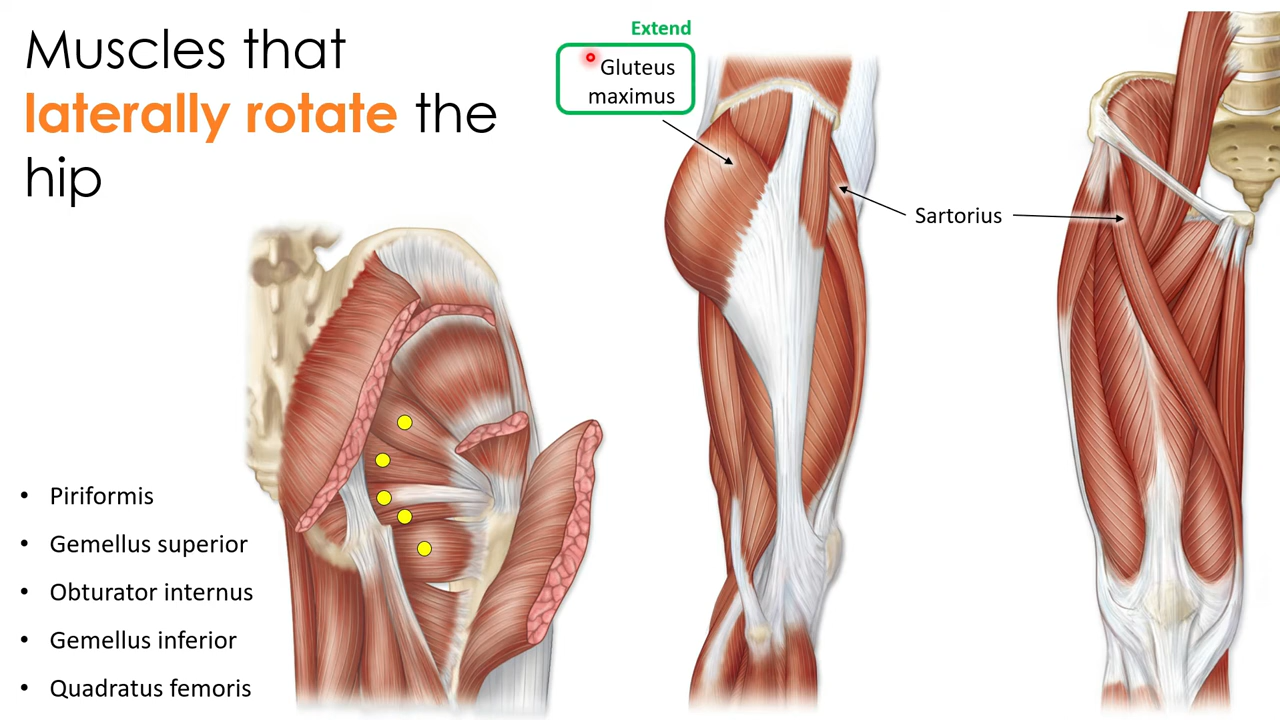 Muscles that
laterally rotate the
hip
Extend
Gluteus
maximus
Sartorius
• Piriformis
• Gemellus superior
• Obturator internus
• Gemellus inferior
• Quadratus femoris